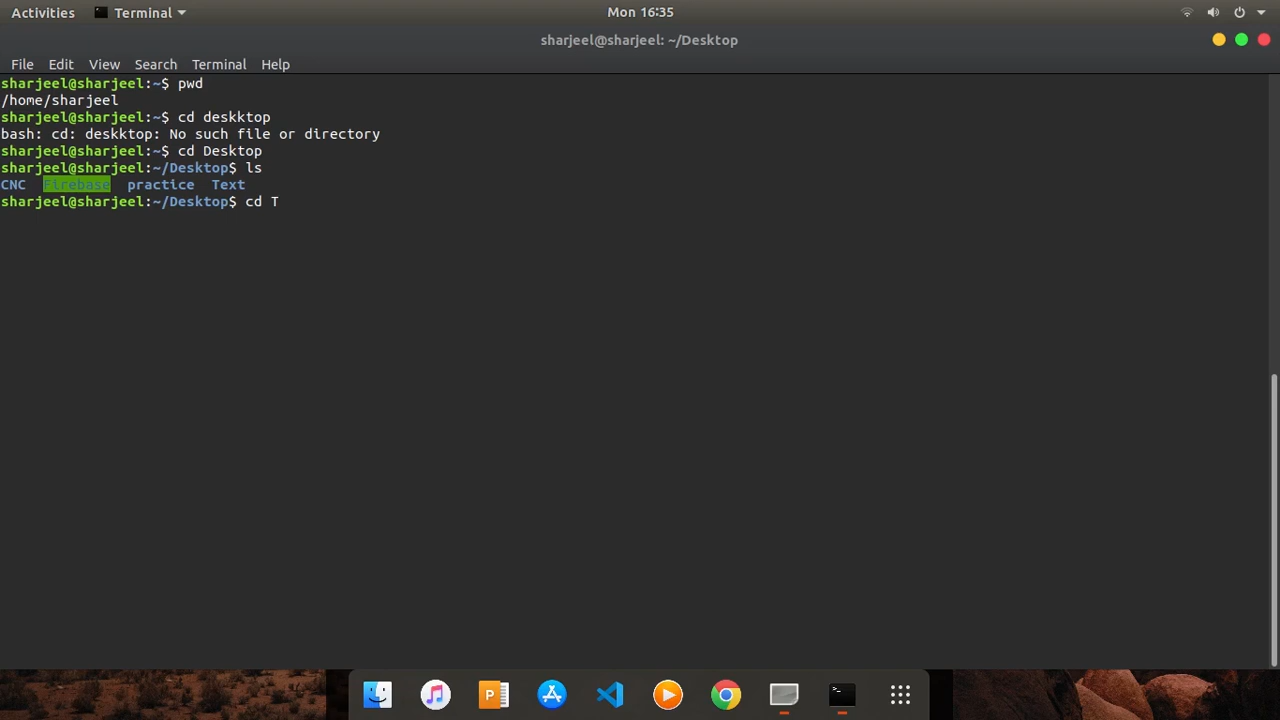 Activities Terminal Mon 16:35
sharjeel@sharjeel: ~/Desktop
File Edit View Search Terminal Help
sharjeel@sharjeel:~$ pwd
/home/sharjeel
sharjeel@sharjeel:~$ cd deskktop
bash: cd: deskktop: No such file or directory
sharjeel@sharjeel:~$ cd Desktop
sharjeel@sharjeel:~/Desktop$ ls
CNC Firebase practice Text
sharjeel@sharjeel:~/Desktop$ cd T
P
>_